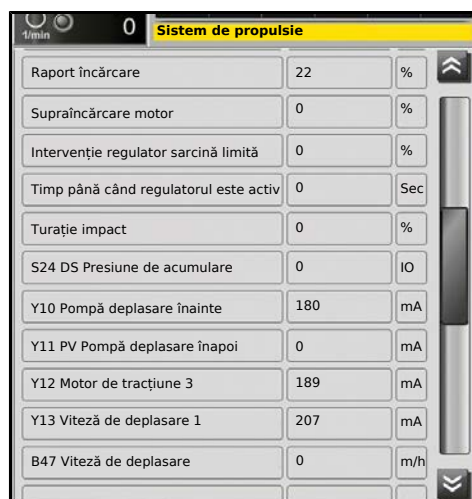 1/min 0 Sistem de propulsie
Raport încărcare 22 %
Supraîncărcare motor 0 %
Intervenție regulator sarcină limită 0 %
Timp până când regulatorul este activ 0 Sec
Turație impact 0 %
S24 DS Presiune de acumulare 0 IO
Y10 Pompă deplasare înainte 180 mA
Y11 PV Pompă deplasare înapoi 0 mA
Y12 Motor de tracțiune 3 189 mA
Y13 Viteză de deplasare 1 207 mA
B47 Viteză de deplasare 0 m/h